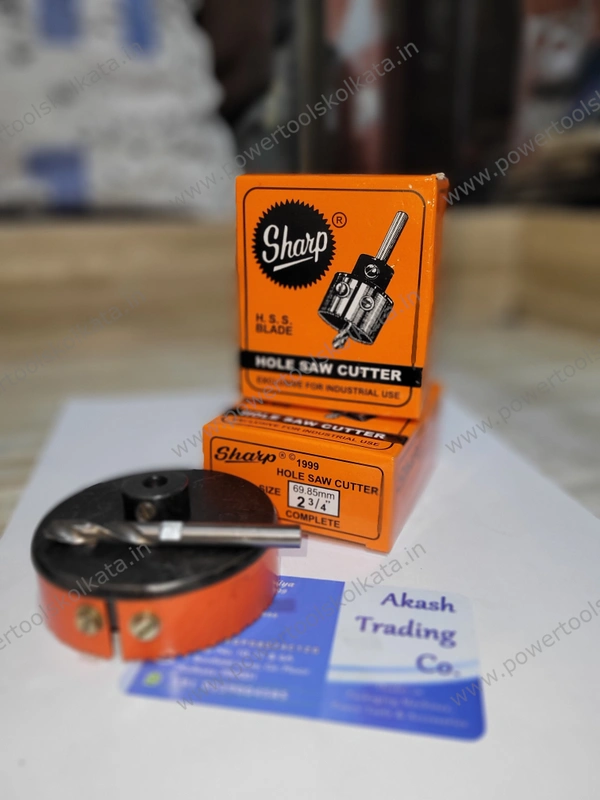 Sharp ®
H. S. S.
BLADE
HOLE SAW CUTTER
EXCLUSIVE FOR INDUSTRIAL USE
HOLE SAW CUTTER
EXCLUSIVE FOR INDUSTRIAL USE
Sharp ® © 1999
HOLE SAW CUTTER
SIZE 69.85mm
2 3/4"
COMPLETE
Akash
Trading
Co.
www.powertoolskolkata.in